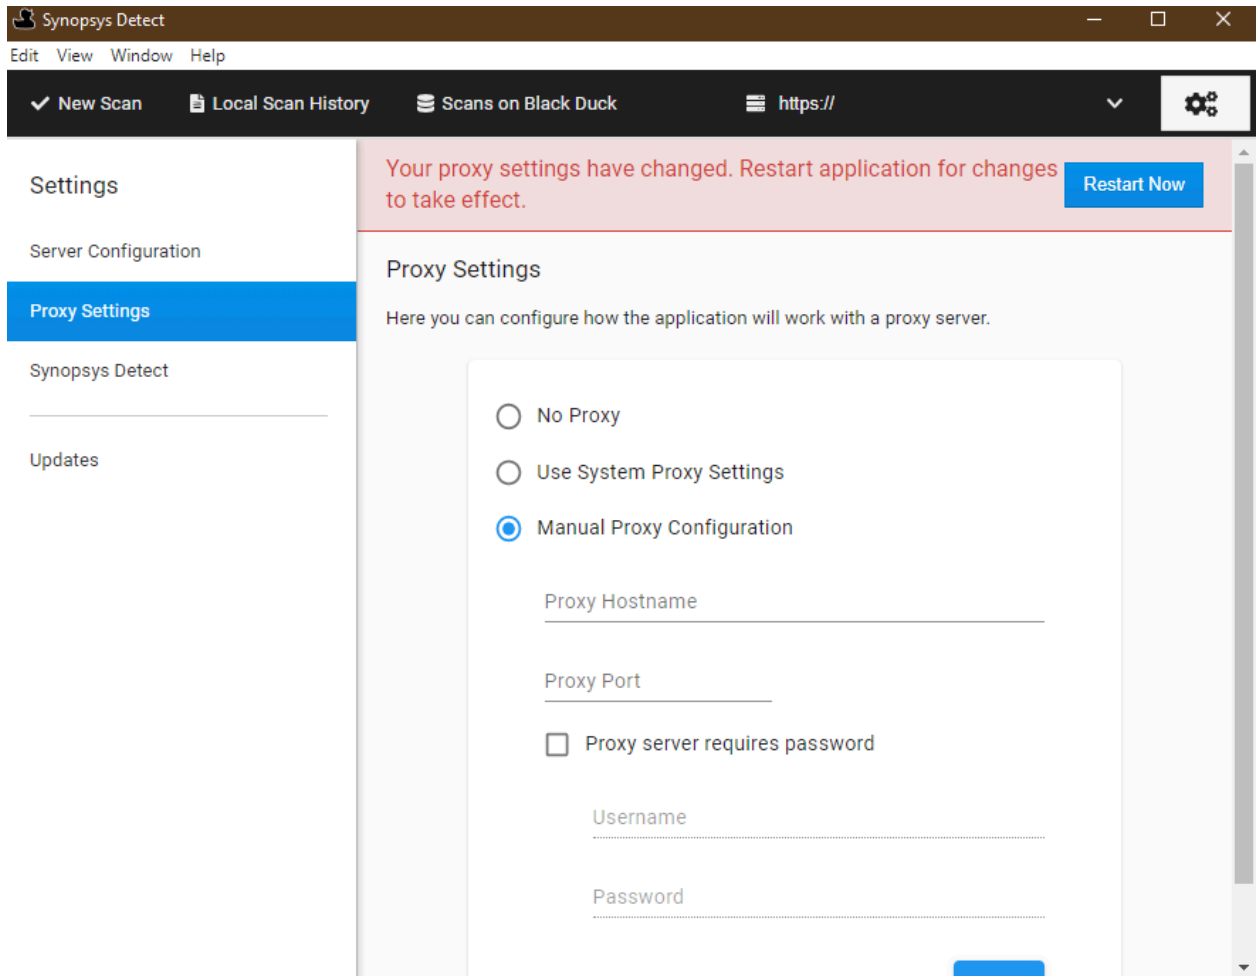 Synopsys Detect
Edit View Window Help
New Scan Local Scan History Scans on Black Duck https://
Settings
Server Configuration
Proxy Settings
Synopsys Detect
Updates
Your proxy settings have changed. Restart application for changes
to take effect.
Restart Now
Proxy Settings
Here you can configure how the application will work with a proxy server.
No Proxy
Use System Proxy Settings
Manual Proxy Configuration
Proxy Hostname
Proxy Port
Proxy server requires password
Username
Password